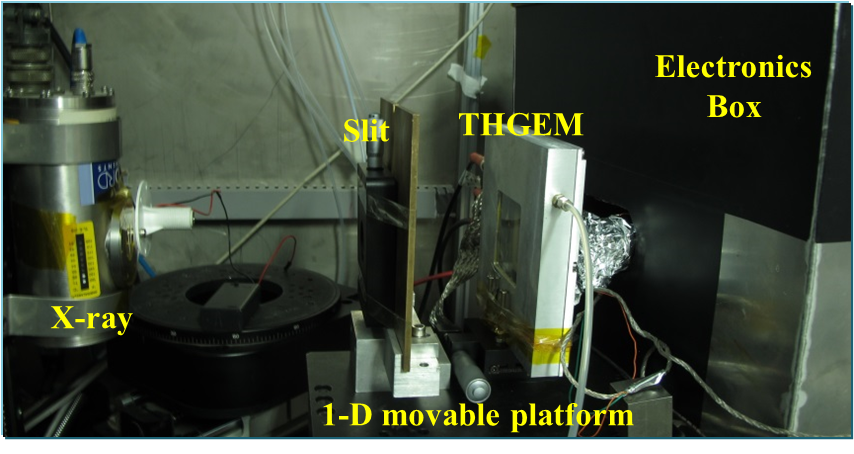 Electronics
Box
Slit
THGEM
X-ray
1-D movable platform